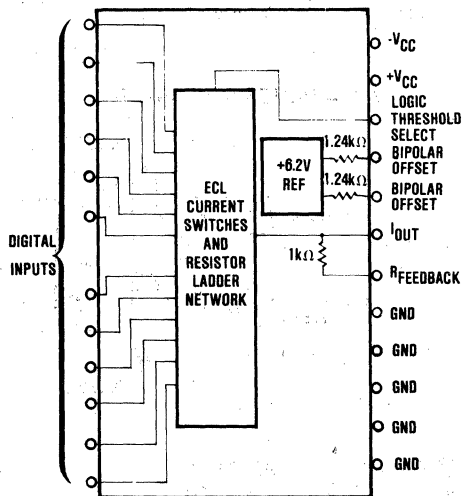 -VCC
+VCC
LOGIC
THRESHOLD
SELECT
1.24kΩ
BIPOLAR
OFFSET
1.24kΩ
BIPOLAR
OFFSET
+6.2V
REF
ECL
CURRENT
SWITCHES
AND
RESISTOR
LADDER
NETWORK
DIGITAL
INPUTS
IOUT
1kΩ
RFEEDBACK
GND
GND
GND
GND
GND